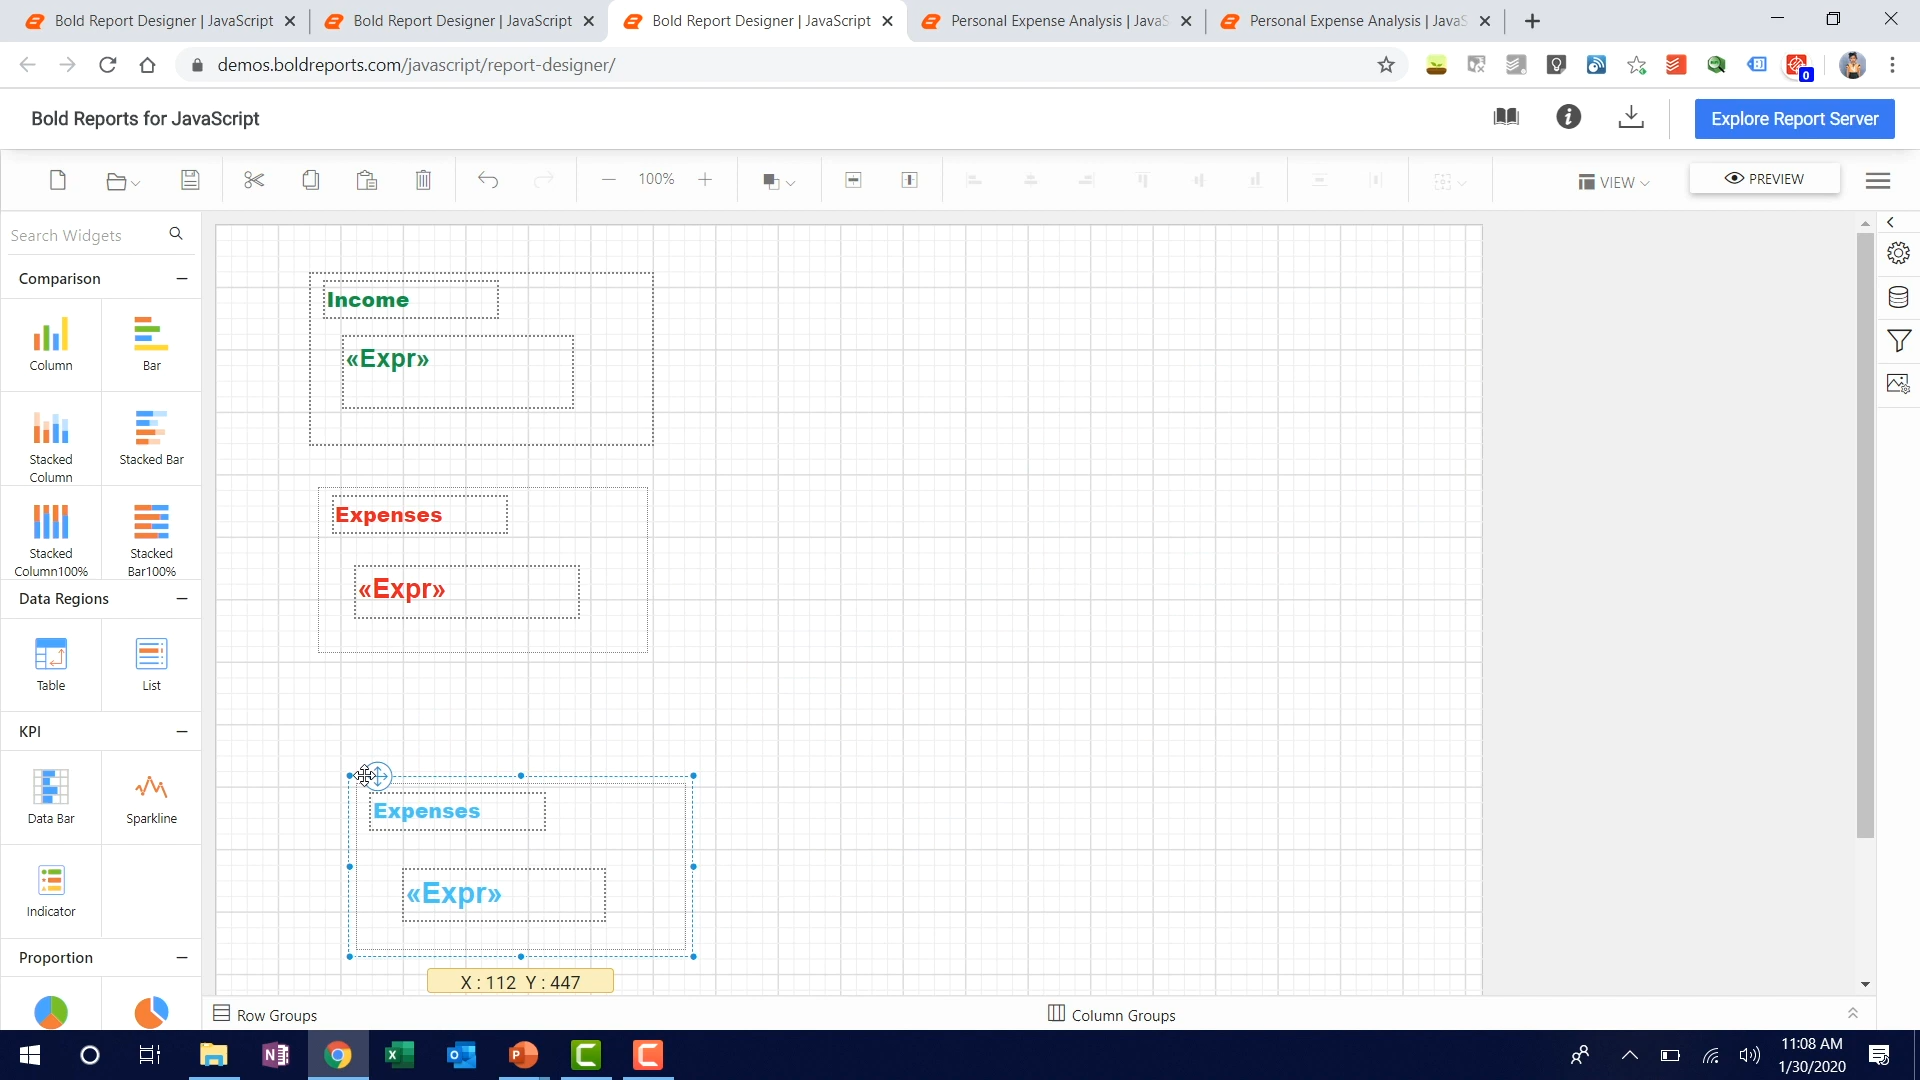 Bold Report Designer | JavaScript
Bold Report Designer | JavaScript
Bold Report Designer | JavaScript
Personal Expense Analysis | JavaS
Personal Expense Analysis | JavaS
demos.boldreports.com/javascript/report-designer/
0
Bold Reports for JavaScript
Explore Report Server
100%
VIEW
PREVIEW
Search Widgets
Comparison
Column
Bar
Stacked Column
Stacked Bar
Stacked Column100%
Stacked Bar100%
Data Regions
Table
List
KPI
Data Bar
Sparkline
Indicator
Proportion
Income
«Expr»
Expenses
«Expr»
Expenses
«Expr»
X : 112 Y : 447
Row Groups
Column Groups
11:08 AM
1/30/2020